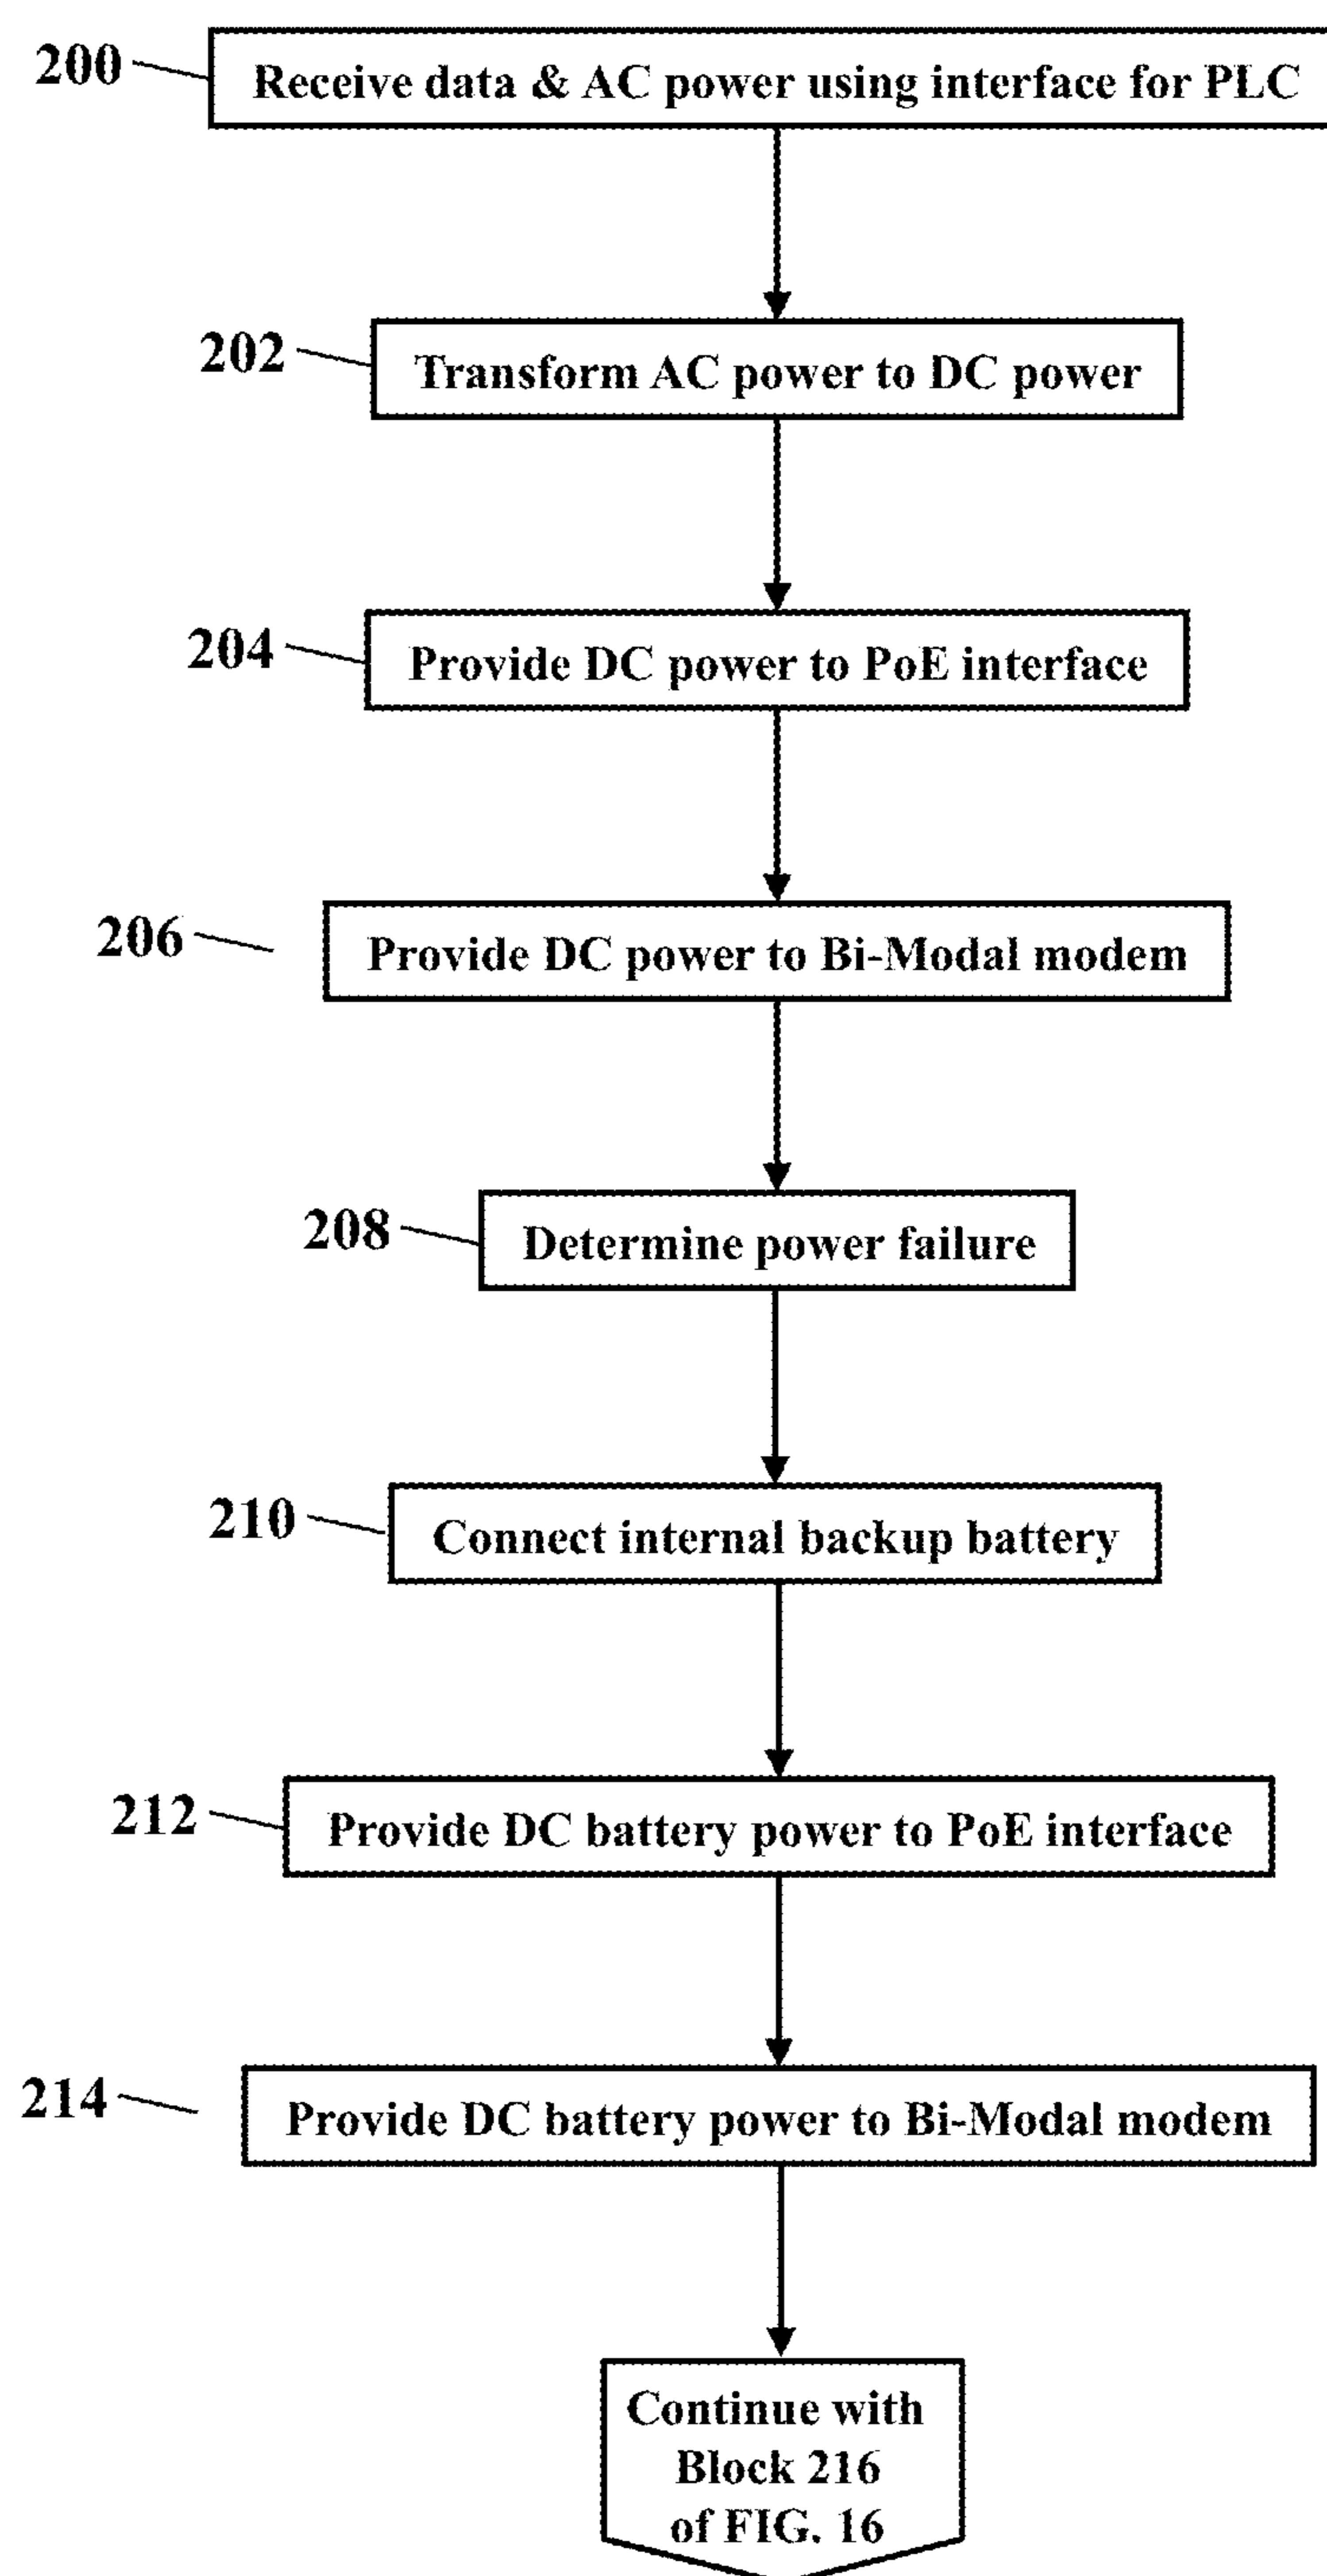 200
Receive data & AC power using interface for PLC
202
Transform AC power to DC power
204
Provide DC power to PoE interface
206
Provide DC power to Bi-Modal modem
208
Determine power failure
210
Connect internal backup battery
212
Provide DC battery power to PoE interface
214
Provide DC battery power to Bi-Modal modem
Continue with
Block 216
of FIG. 16